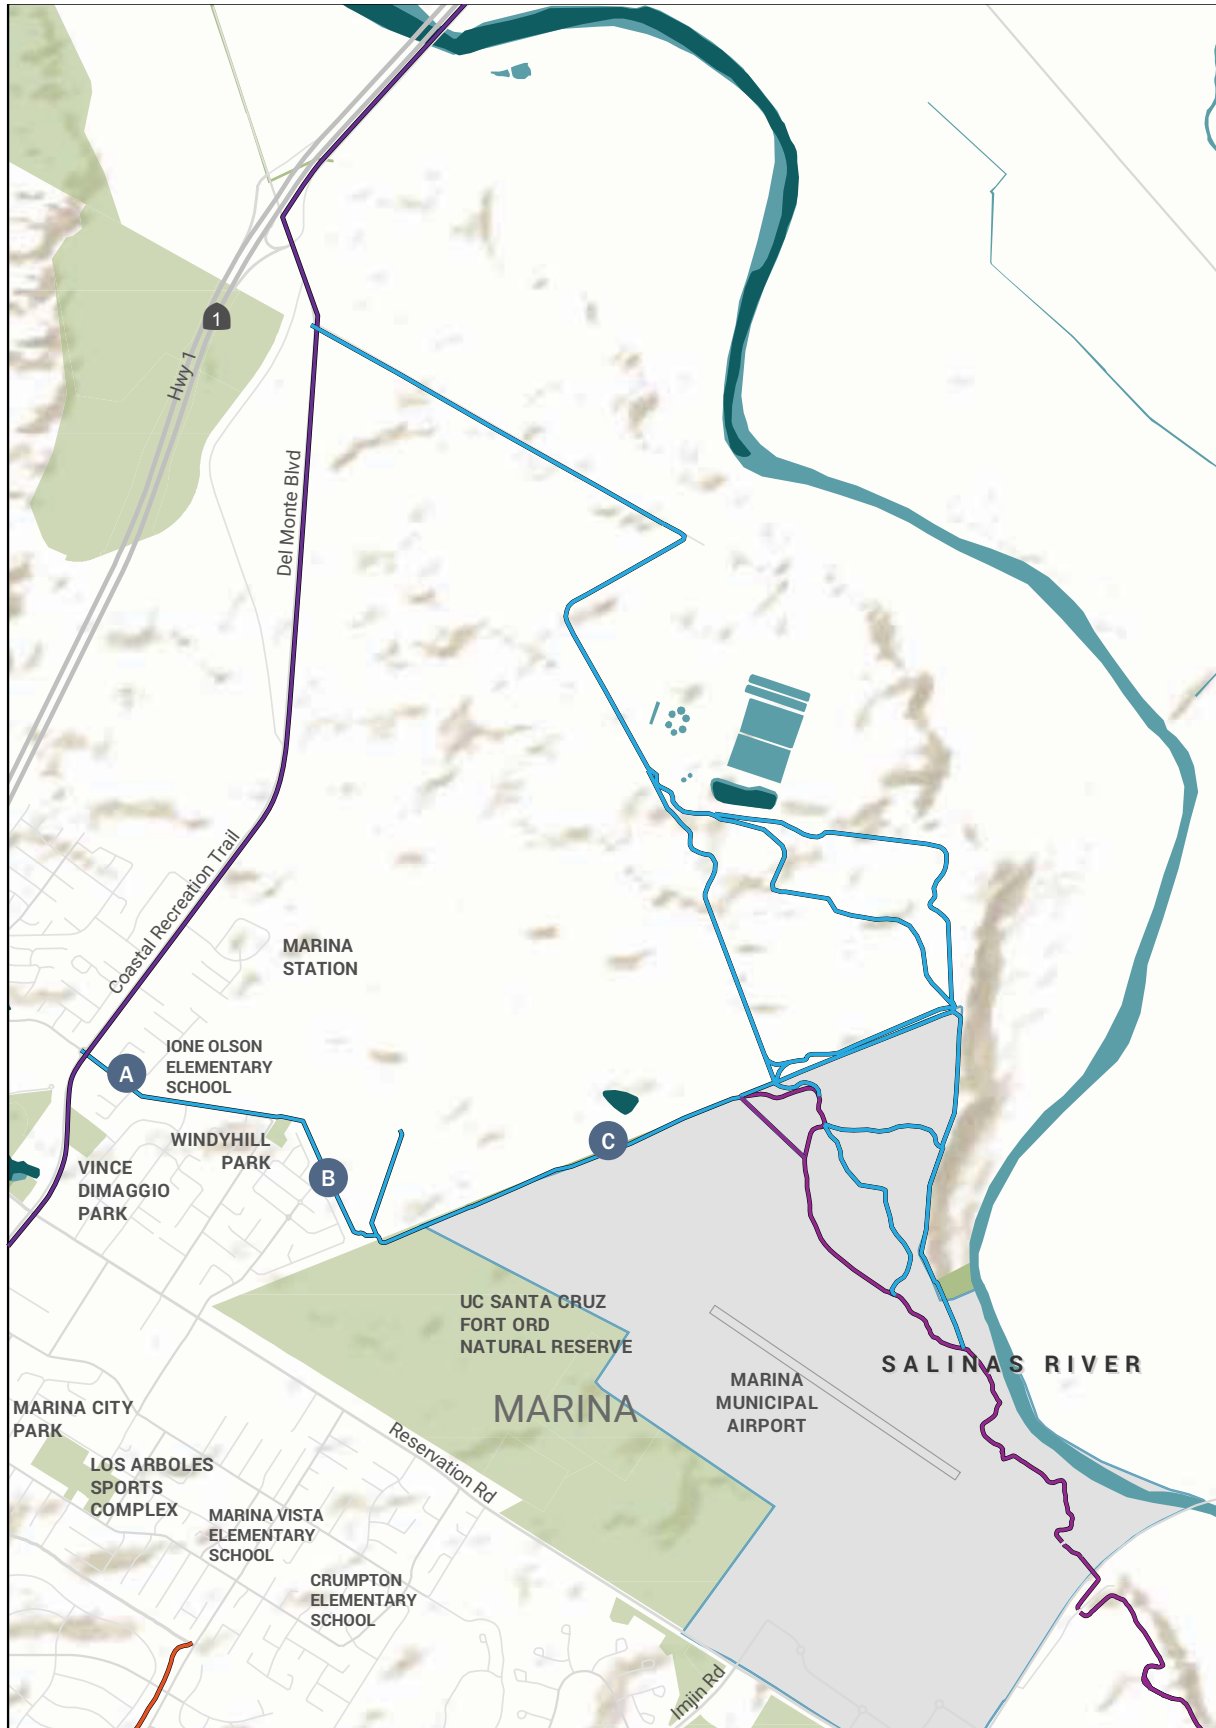 1
Hwy 1
Del Monte Blvd
Coastal Recreation Trail
MARINA
STATION
A
IONE OLSON
ELEMENTARY
SCHOOL
WINDYHILL
PARK
B
C
VINCE
DIMAGGIO
PARK
UC SANTA CRUZ
FORT ORD
NATURAL RESERVE
SALINAS RIVER
MARINA
MUNICIPAL
AIRPORT
MARINA
MARINA CITY
PARK
Reservation Rd
LOS ARBOLES
SPORTS
COMPLEX
MARINA VISTA
ELEMENTARY
SCHOOL
CRUMPTON
ELEMENTARY
SCHOOL
Imjin Rd